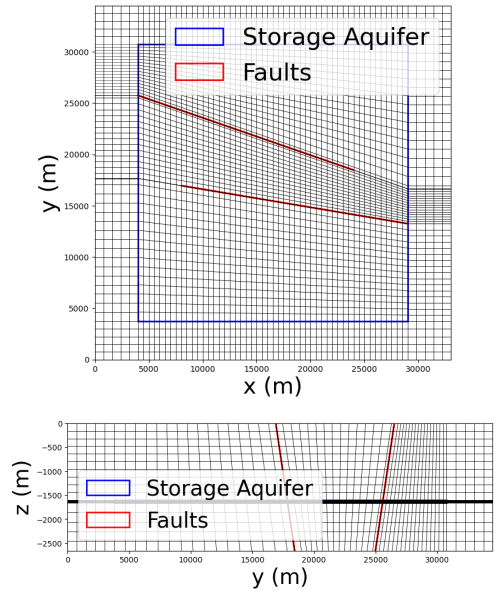 Storage Aquifer
Faults
30000
25000
20000
15000
10000
5000
0
y (m)
0 5000 10000 15000 20000 25000 30000
x (m)
0
−500
−1000
−1500
−2000
−2500
z (m)
Storage Aquifer
Faults
0 5000 10000 15000 20000 25000 30000
y (m)